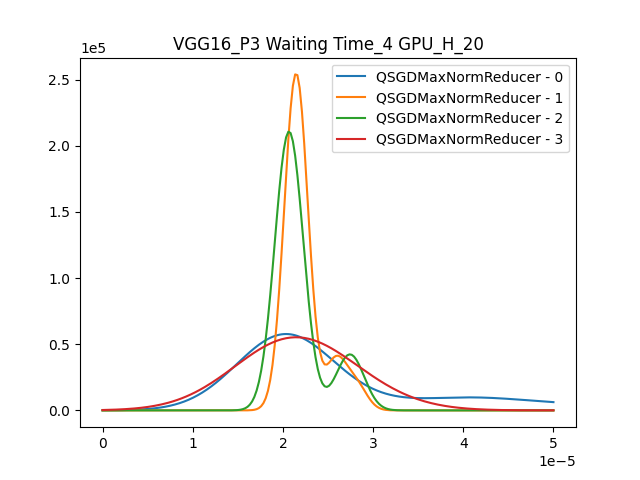 VGG16_P3 Waiting Time_4 GPU_H_20
1e5
QSGDMaxNormReducer - 0
QSGDMaxNormReducer - 1
QSGDMaxNormReducer - 2
QSGDMaxNormReducer - 3
2.5
2.0
1.5
1.0
0.5
0.0
0 1 2 3 4 5
1e−5